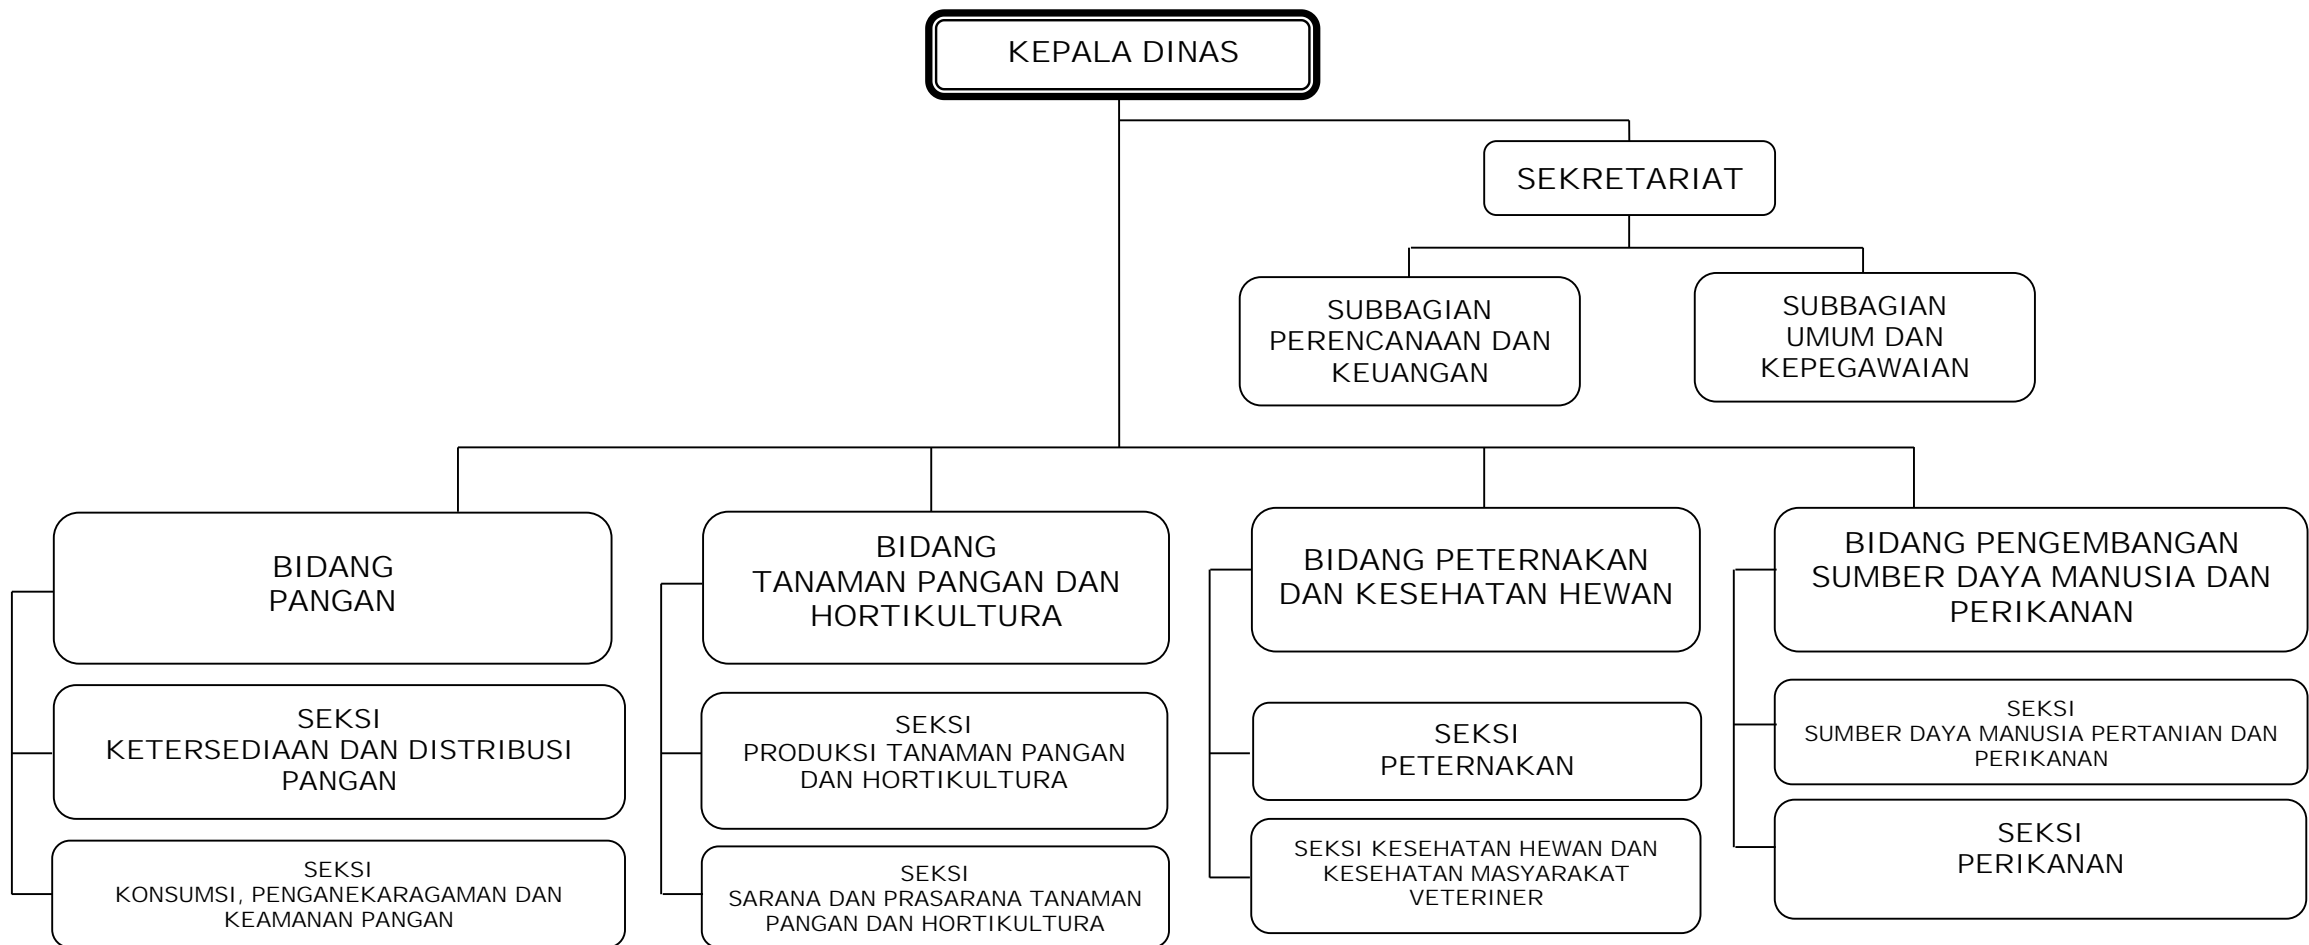 KEPALA DINAS
SEKRETARIAT
SUBBAGIAN
PERENCANAAN DAN
KEUANGAN
SUBBAGIAN
UMUM DAN
KEPEGAWAIAN
BIDANG
PANGAN
BIDANG
TANAMAN PANGAN DAN
HORTIKULTURA
BIDANG PETERNAKAN
DAN KESEHATAN HEWAN
BIDANG PENGEMBANGAN
SUMBER DAYA MANUSIA DAN
PERIKANAN
SEKSI
KETERSEDIAAN DAN DISTRIBUSI
PANGAN
SEKSI
PRODUKSI TANAMAN PANGAN
DAN HORTIKULTURA
SEKSI
PETERNAKAN
SEKSI
SUMBER DAYA MANUSIA PERTANIAN DAN
PERIKANAN
SEKSI
KONSUMSI, PENGANEKARAGAMAN DAN
KEAMANAN PANGAN
SEKSI
SARANA DAN PRASARANA TANAMAN
PANGAN DAN HORTIKULTURA
SEKSI KESEHATAN HEWAN DAN
KESEHATAN MASYARAKAT
VETERINER
SEKSI
PERIKANAN